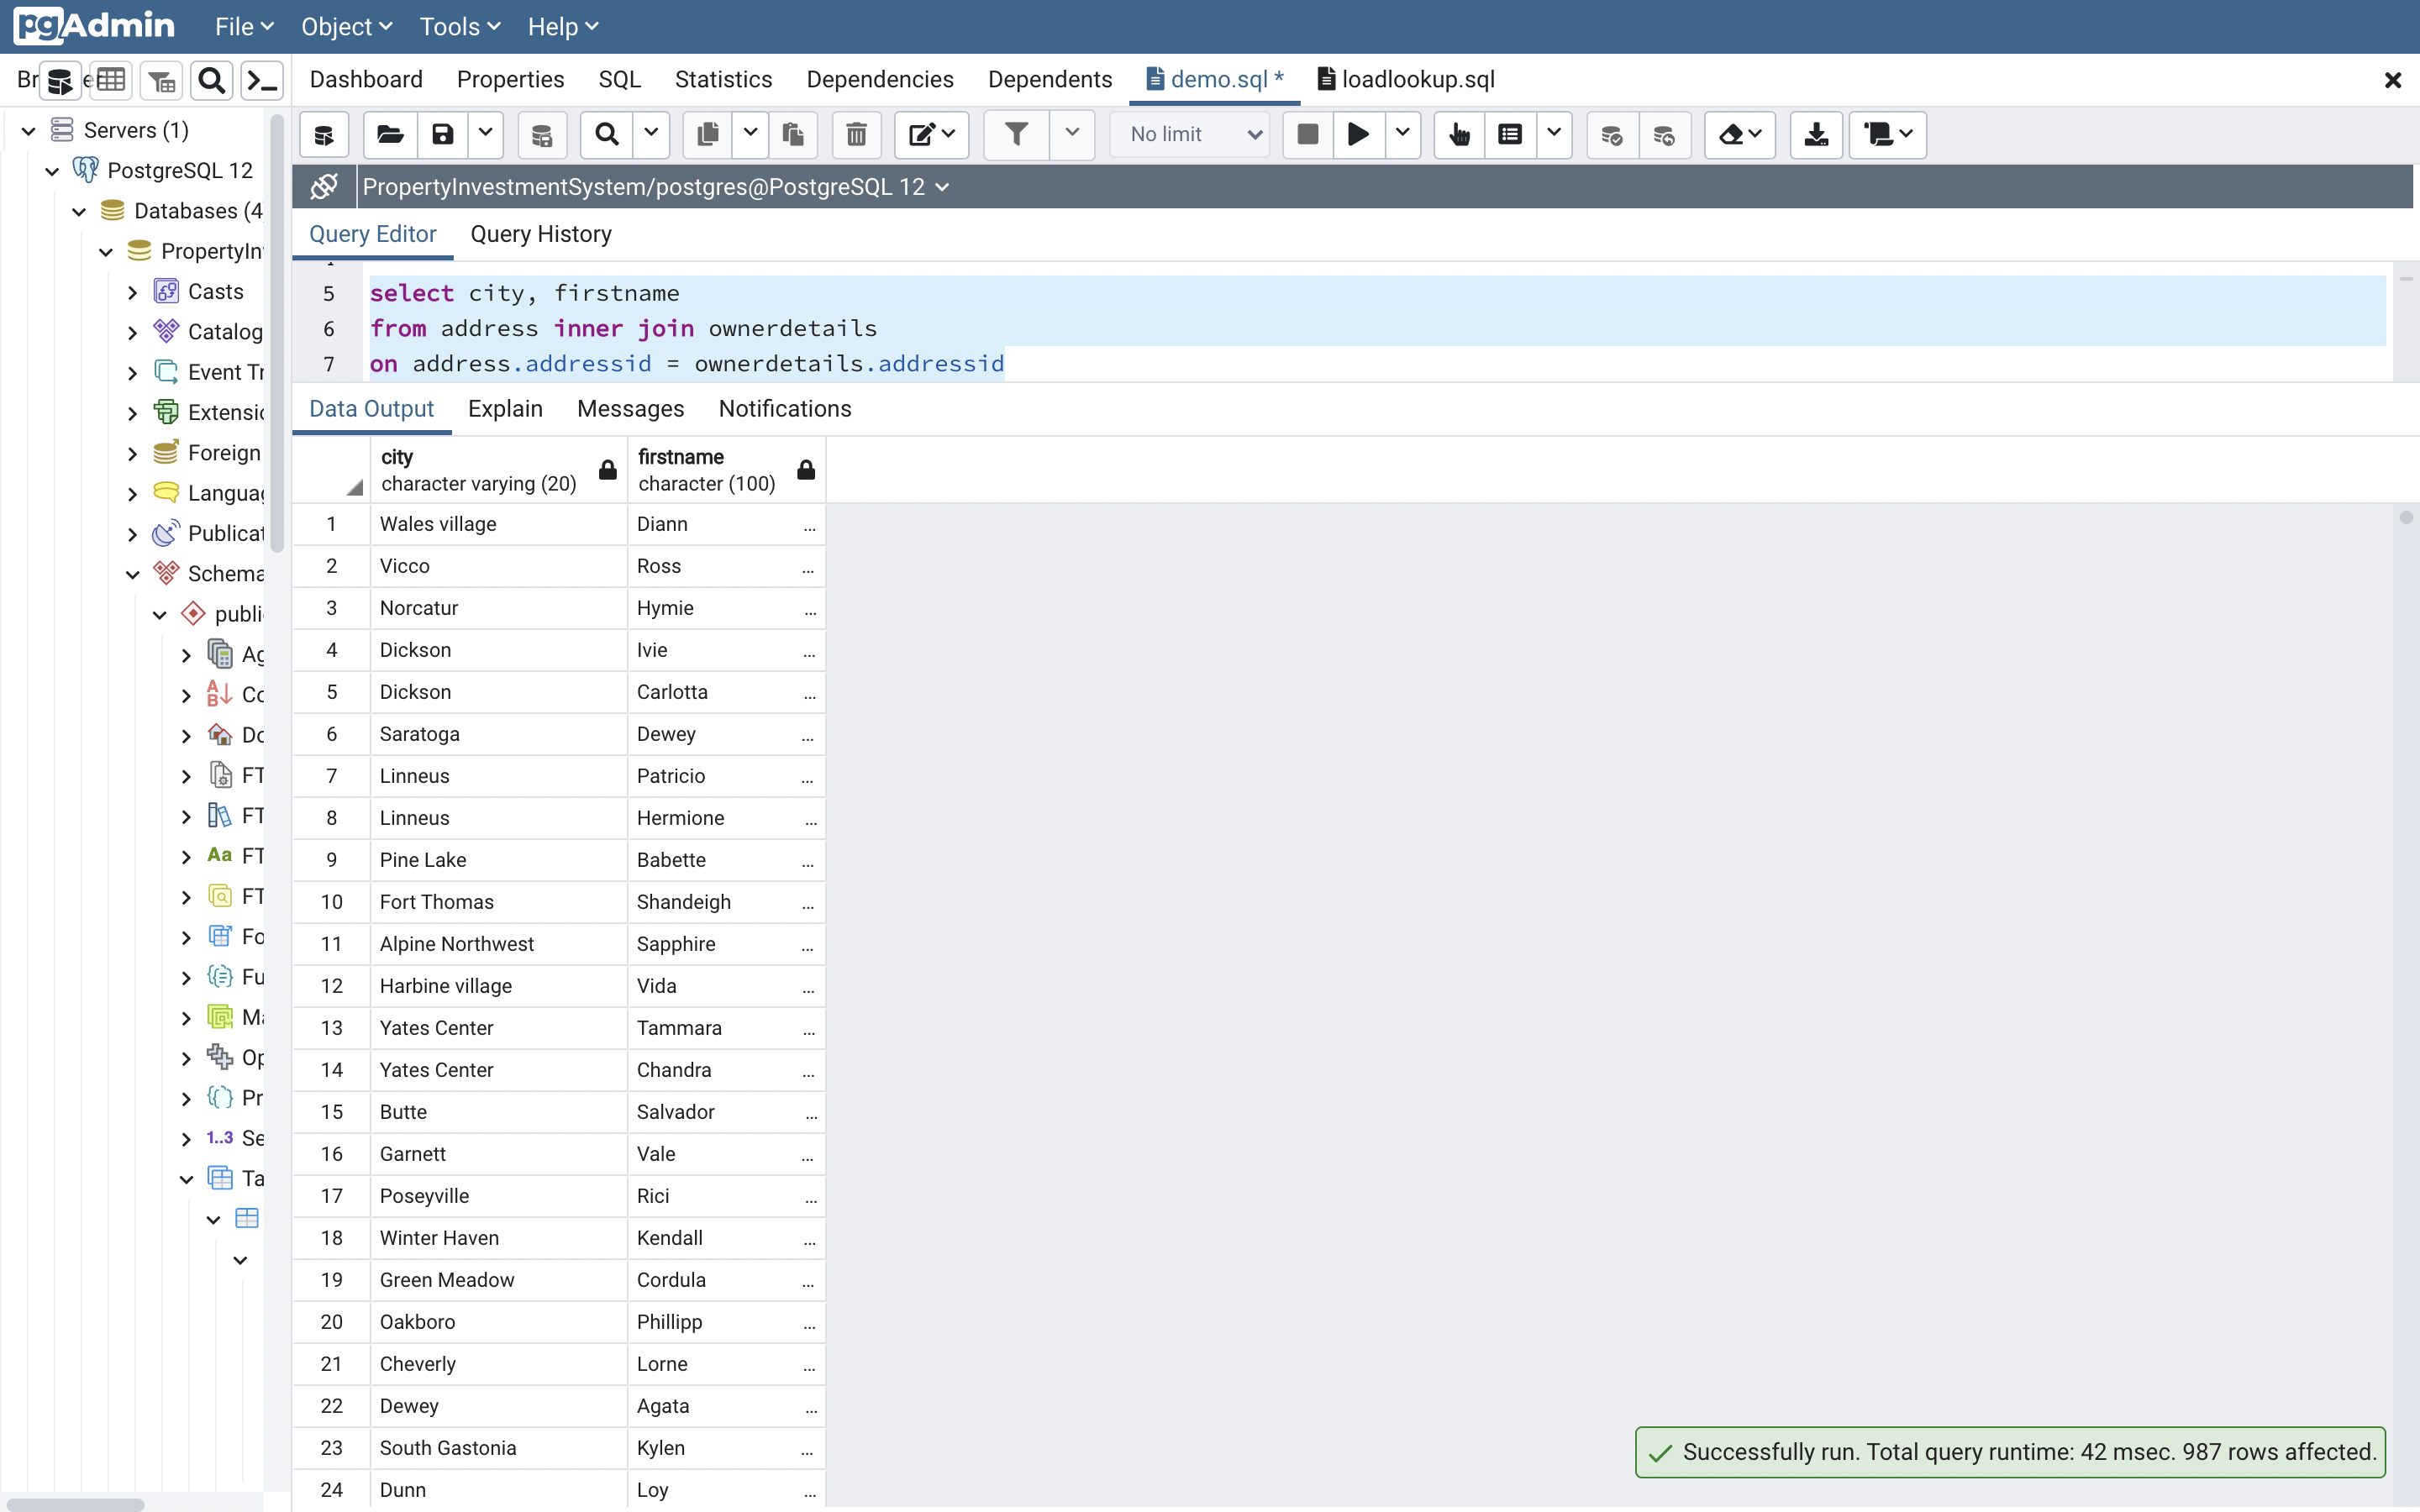 pgAdmin File Object Tools Help
Dashboard Properties SQL Statistics Dependencies Dependents demo.sql * loadlookup.sql
Servers (1)
PostgreSQL 12
Databases (4
PropertyIn
Casts
Catalog
Event Tr
Extensi
Foreign
Langua
Publicat
Schema
publi
Ag
Co
Do
FT
FT
Aa FT
FT
Fo
Fu
Ma
Op
Pr
1..3 Se
Ta
No limit
PropertyInvestmentSystem/postgres@PostgreSQL 12
Query Editor Query History
5 select city, firstname
6 from address inner join ownerdetails
7 on address.addressid = ownerdetails.addressid
Data Output Explain Messages Notifications
city firstname
character varying (20) character (100)
1 Wales village Diann ...
2 Vicco Ross ...
3 Norcatur Hymie ...
4 Dickson Ivie ...
5 Dickson Carlotta ...
6 Saratoga Dewey ...
7 Linneus Patricio ...
8 Linneus Hermione ...
9 Pine Lake Babette ...
10 Fort Thomas Shandeigh ...
11 Alpine Northwest Sapphire ...
12 Harbine village Vida ...
13 Yates Center Tammara ...
14 Yates Center Chandra ...
15 Butte Salvador ...
16 Garnett Vale ...
17 Poseyville Rici ...
18 Winter Haven Kendall ...
19 Green Meadow Cordula ...
20 Oakboro Phillipp ...
21 Cheverly Lorne ...
22 Dewey Agata ...
23 South Gastonia Kylen ...
24 Dunn Loy ...
Successfully run. Total query runtime: 42 msec. 987 rows affected.